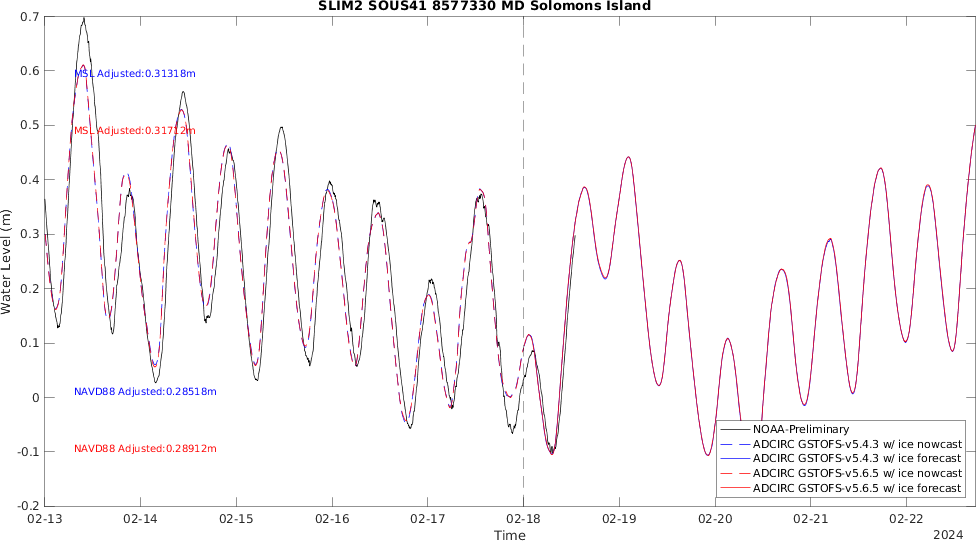 SLIM2 SOUS41 8577330 MD Solomons Island
0.7
0.6
0.5
0.4
0.3
0.2
0.1
0
-0.1
-0.2
Water Level (m)
MSL Adjusted:0.31318m
MSL Adjusted:0.31712m
NAVD88 Adjusted:0.28518m
NAVD88 Adjusted:0.28912m
NOAA-Preliminary
ADCIRC GSTOFS-v5.4.3 w/ ice nowcast
ADCIRC GSTOFS-v5.4.3 w/ ice forecast
ADCIRC GSTOFS-v5.6.5 w/ ice nowcast
ADCIRC GSTOFS-v5.6.5 w/ ice forecast
02-13 02-14 02-15 02-16 02-17 02-18 02-19 02-20 02-21 02-22
Time
2024